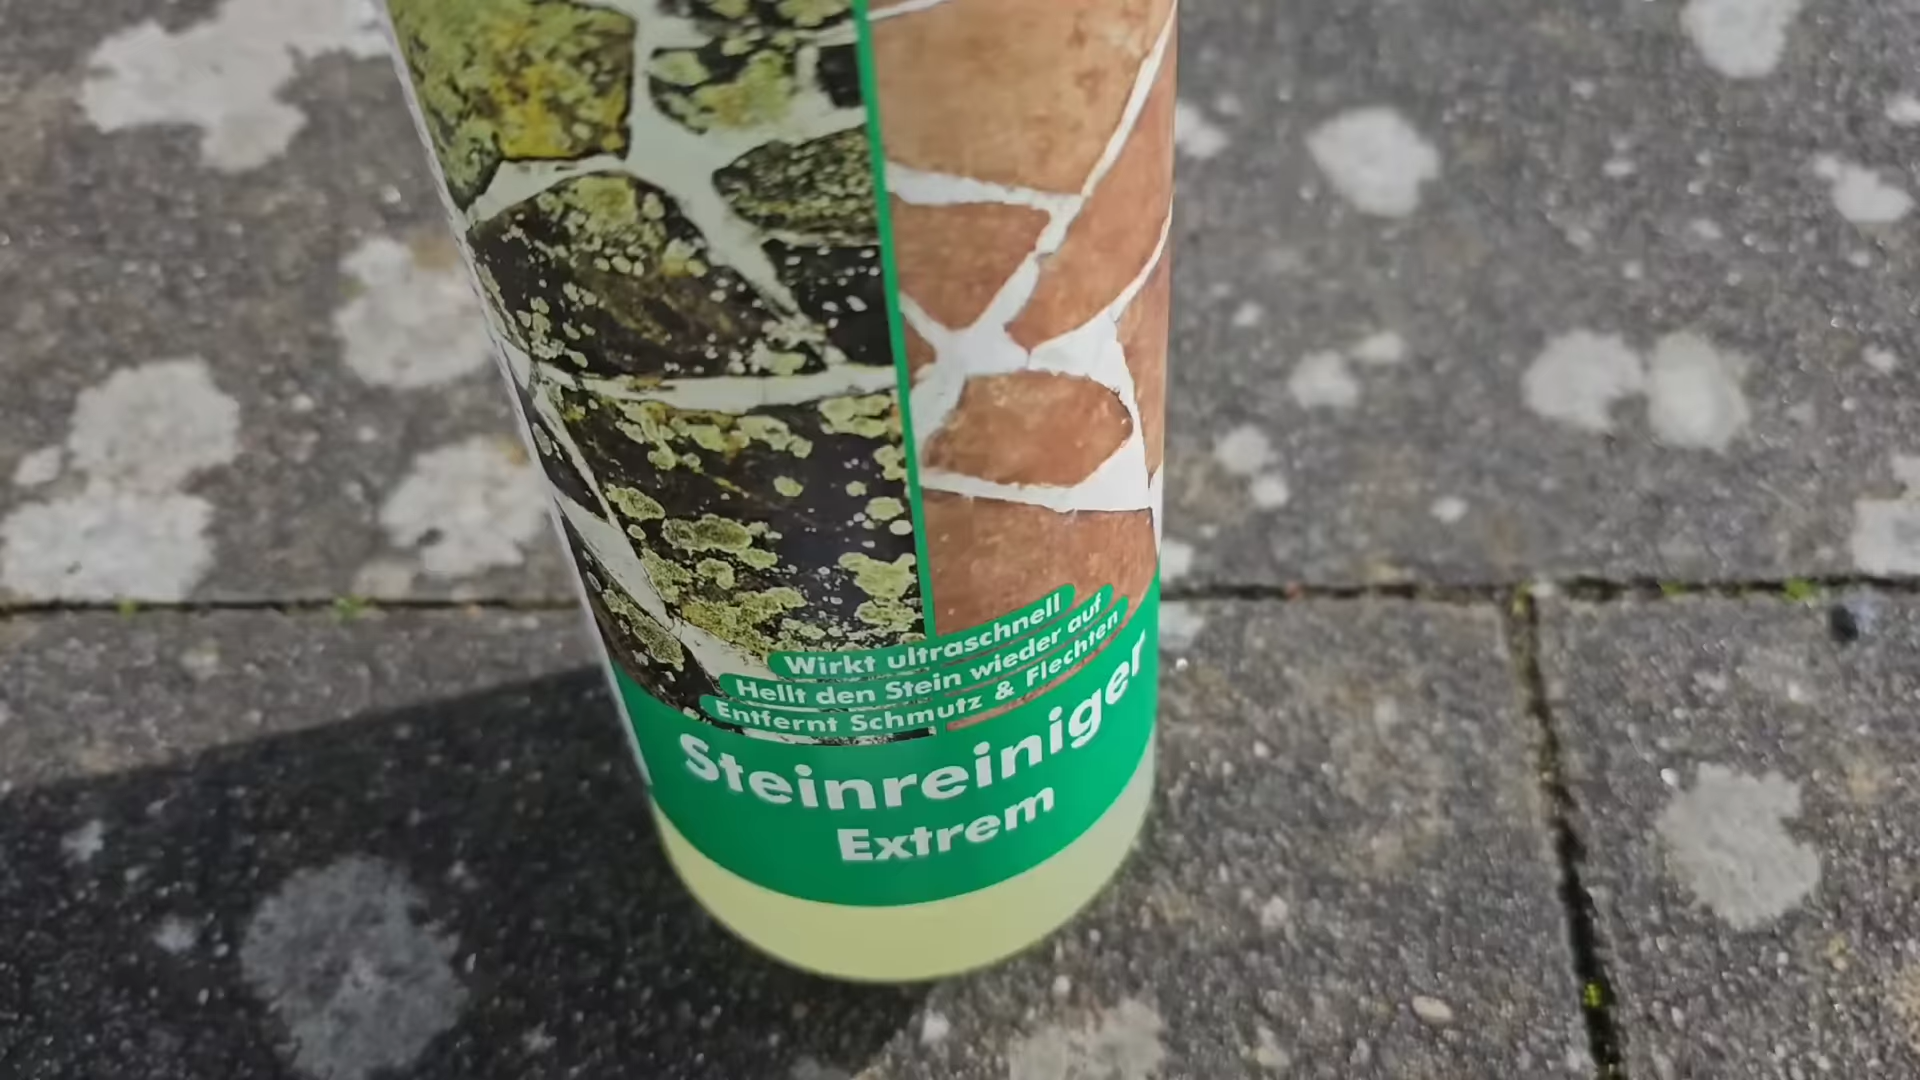 Wirkt ultraschnell
Hellt den Stein wieder auf
Entfernt Schmutz & Flechten
Steinreiniger
Extrem